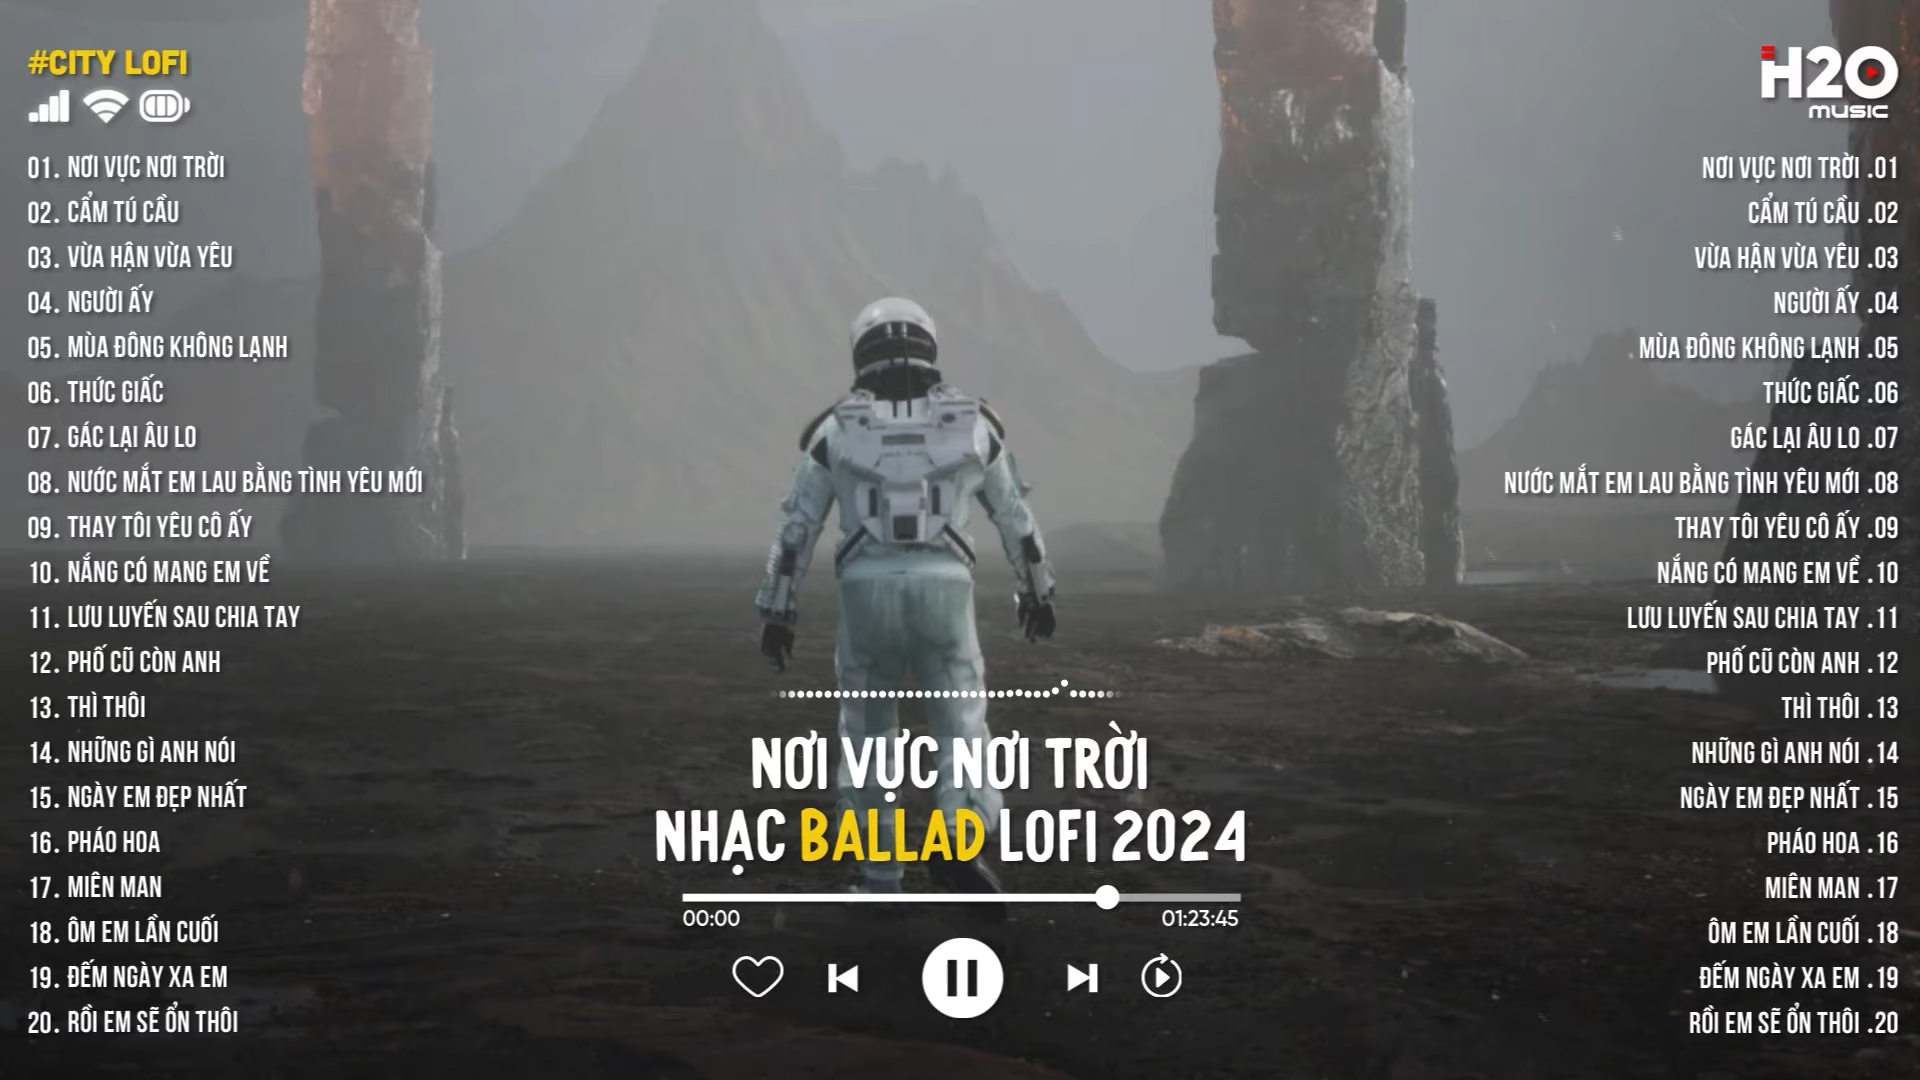 #CITY LOFI
01. NƠI VỰC NƠI TRỜI
02. CẨM TÚ CẦU
03. VỪA HẬN VỪA YÊU
04. NGƯỜI ẤY
05. MÙA ĐÔNG KHÔNG LẠNH
06. THỨC GIẤC
07. GÁC LẠI ÂU LO
08. NƯỚC MẮT EM LAU BẰNG TÌNH YÊU MỚI
09. THAY TÔI YÊU CÔ ẤY
10. NẮNG CÓ MANG EM VỀ
11. LƯU LUYẾN SAU CHIA TAY
12. PHỐ CŨ CÒN ANH
13. THÌ THÔI
14. NHỮNG GÌ ANH NÓI
15. NGÀY EM ĐẸP NHẤT
16. PHÁO HOA
17. MIÊN MAN
18. ÔM EM LẦN CUỐI
19. ĐẾM NGÀY XA EM
20. RỒI EM SẼ ỔN THÔI
NƠI VỰC NƠI TRỜI
NHẠC BALLAD LOFI 2024
00:00 01:23:45
H2O
MUSIC
NƠI VỰC NƠI TRỜI .01
CẨM TÚ CẦU .02
VỪA HẬN VỪA YÊU .03
NGƯỜI ẤY .04
MÙA ĐÔNG KHÔNG LẠNH .05
THỨC GIẤC .06
GÁC LẠI ÂU LO .07
NƯỚC MẮT EM LAU BẰNG TÌNH YÊU MỚI .08
THAY TÔI YÊU CÔ ẤY .09
NẮNG CÓ MANG EM VỀ .10
LƯU LUYẾN SAU CHIA TAY .11
PHỐ CŨ CÒN ANH .12
THÌ THÔI .13
NHỮNG GÌ ANH NÓI .14
NGÀY EM ĐẸP NHẤT .15
PHÁO HOA .16
MIÊN MAN .17
ÔM EM LẦN CUỐI .18
ĐẾM NGÀY XA EM .19
RỒI EM SẼ ỔN THÔI .20